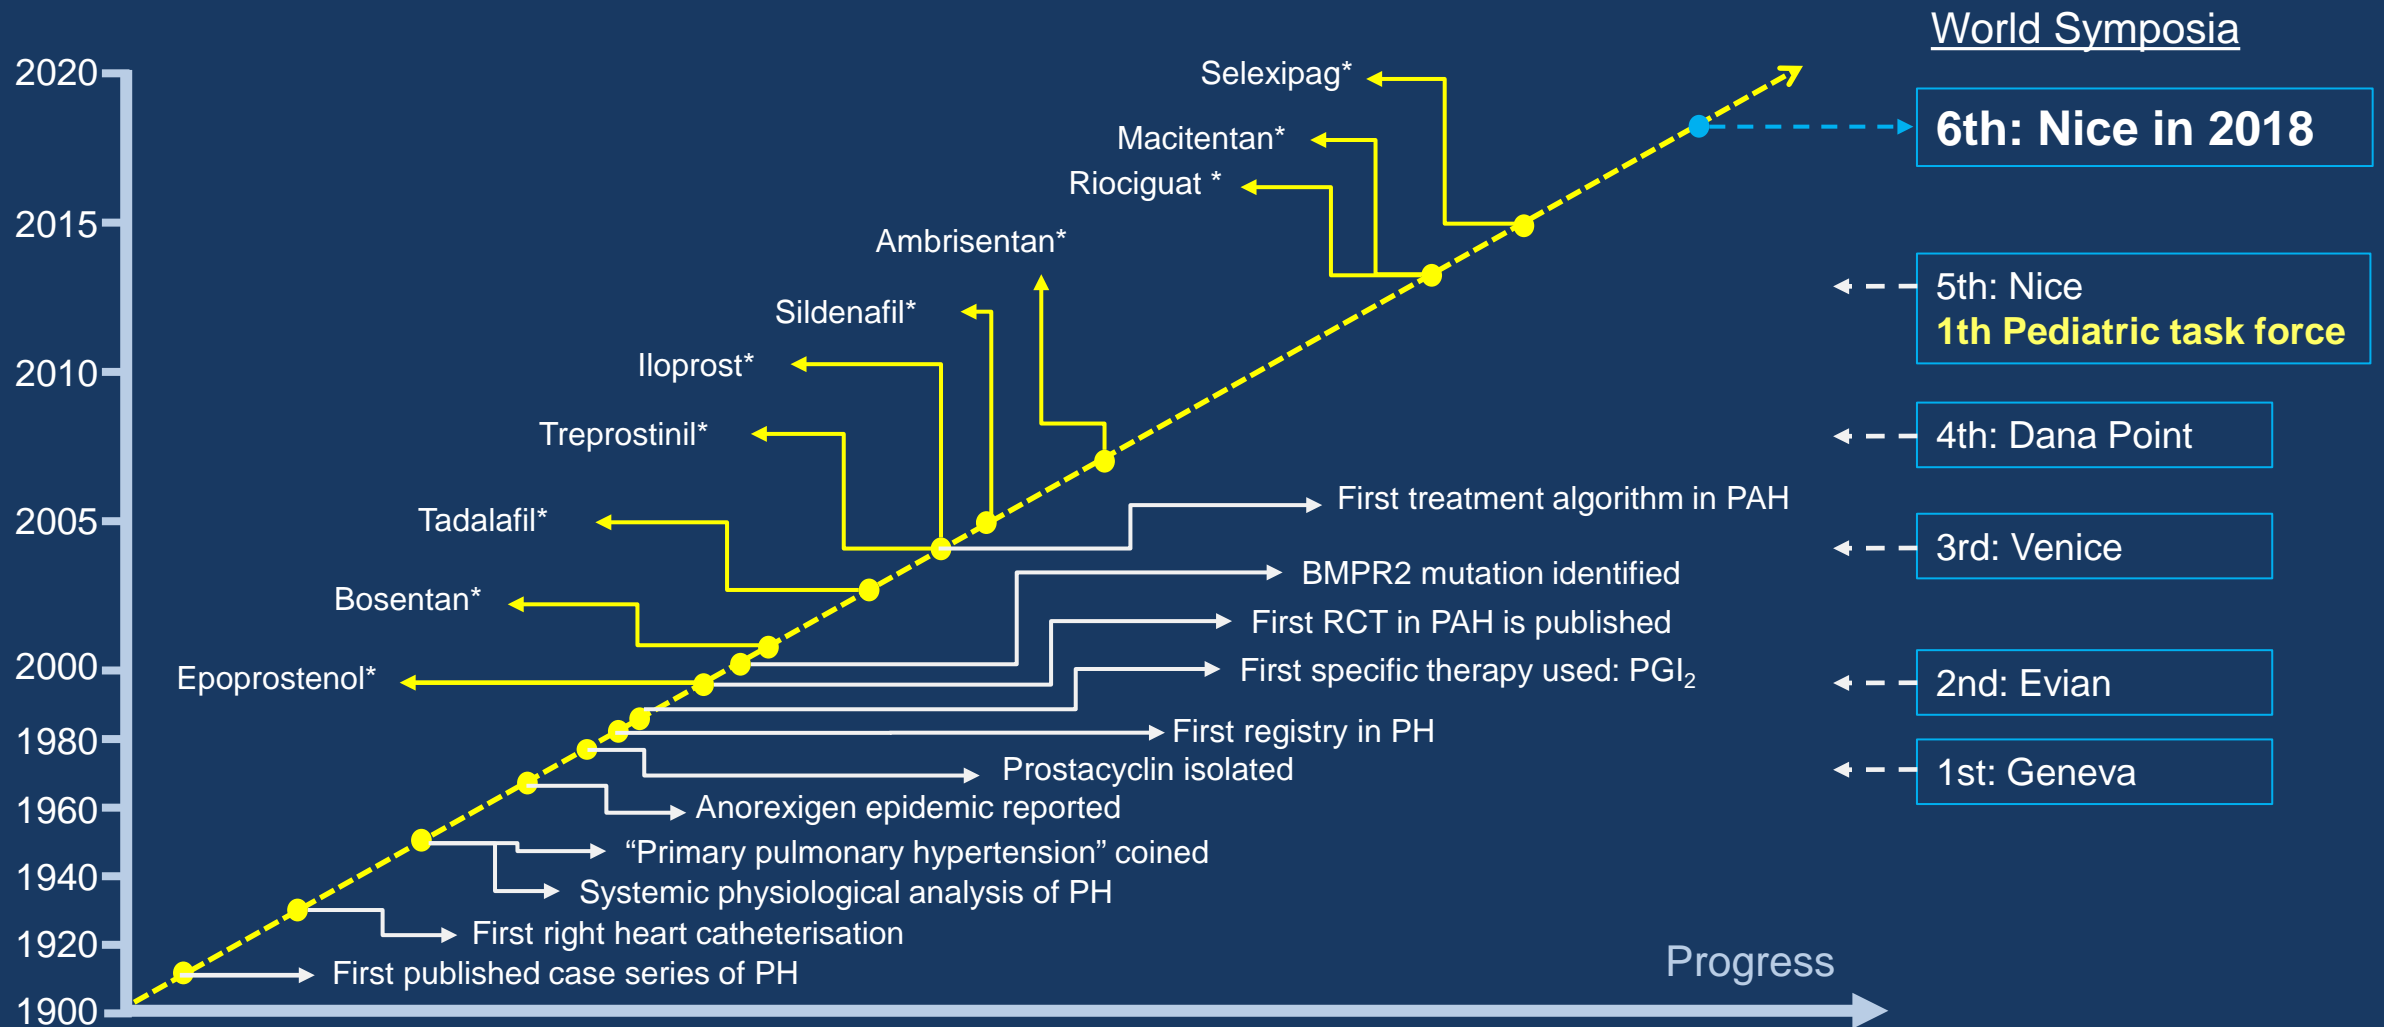 World Symposia
2020
2015
2010
2005
2000
1980
1960
1940
1920
1900
Selexipag*
Macitentan*
Riociguat *
Ambrisentan*
Sildenafil*
Iloprost*
Treprostinil*
Tadalafil*
Bosentan*
Epoprostenol*
First treatment algorithm in PAH
BMPR2 mutation identified
First RCT in PAH is published
First specific therapy used: PGI₂
First registry in PH
Prostacyclin isolated
Anorexigen epidemic reported
“Primary pulmonary hypertension” coined
Systemic physiological analysis of PH
First right heart catheterisation
First published case series of PH
Progress
6th: Nice in 2018
5th: Nice
1th Pediatric task force
4th: Dana Point
3rd: Venice
2nd: Evian
1st: Geneva